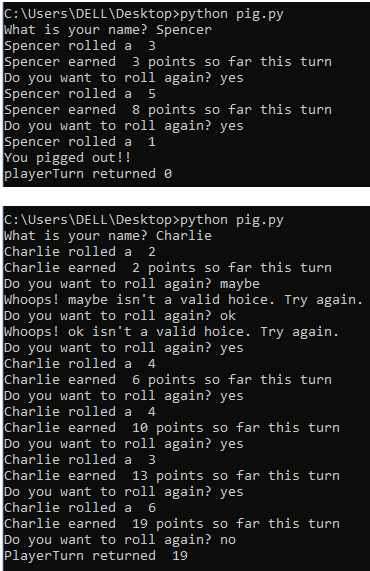 C:\Users\DELL\Desktop>python pig.py
What is your name? Spencer
Spencer rolled a  3
Spencer earned  3 points so far this turn
Do you want to roll again? yes
Spencer rolled a  5
Spencer earned  8 points so far this turn
Do you want to roll again? yes
Spencer rolled a  1
You pigged out!!
playerTurn returned 0
C:\Users\DELL\Desktop>python pig.py
What is your name? Charlie
Charlie rolled a  2
Charlie earned  2 points so far this turn
Do you want to roll again? maybe
Whoops! maybe isn't a valid hoice. Try again.
Do you want to roll again? ok
Whoops! ok isn't a valid hoice. Try again.
Do you want to roll again? yes
Charlie rolled a  4
Charlie earned  6 points so far this turn
Do you want to roll again? yes
Charlie rolled a  4
Charlie earned  10 points so far this turn
Do you want to roll again? yes
Charlie rolled a  3
Charlie earned  13 points so far this turn
Do you want to roll again? yes
Charlie rolled a  6
Charlie earned  19 points so far this turn
Do you want to roll again? no
PlayerTurn returned  19